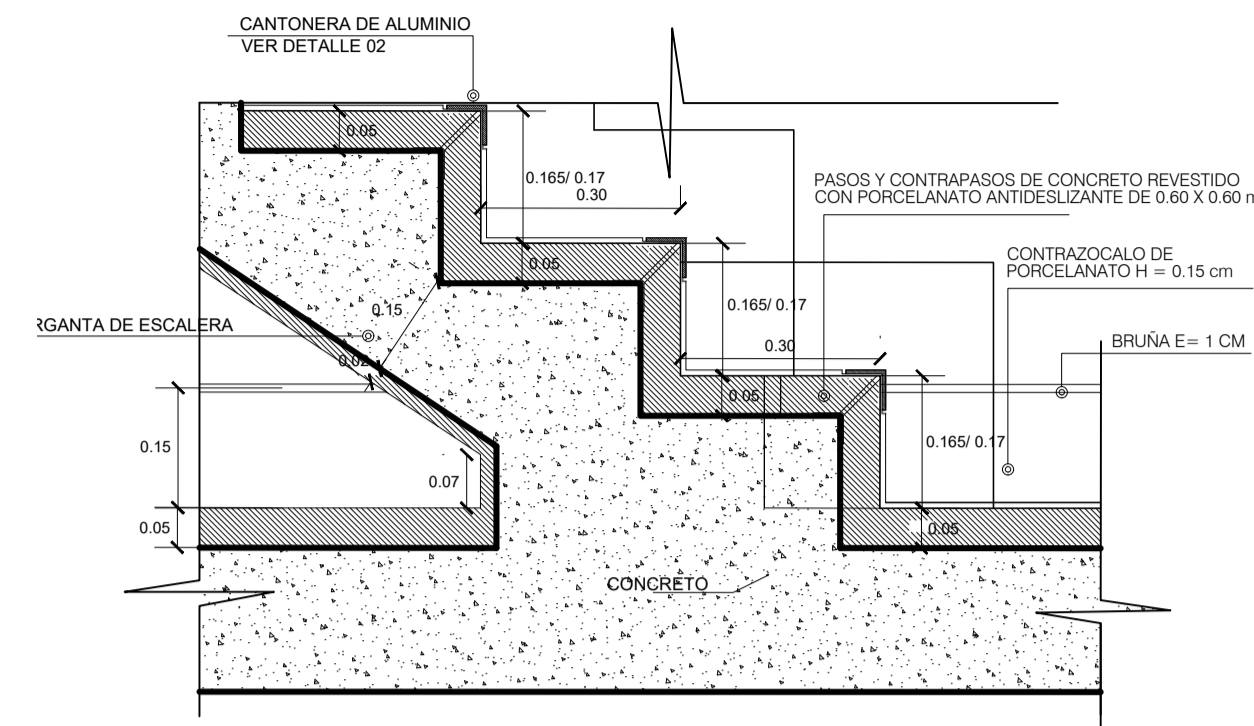 CANTONERA DE ALUMINIO
VER DETALLE 02
0.05
0.165/ 0.17
0.30
PASOS Y CONTRAPASOS DE CONCRETO REVESTIDO
CON PORCELANATO ANTIDESLIZANTE DE 0.60 X 0.60
0.05
CONTRAZOCALO DE
PORCELANATO H = 0.15 cm
0.15
0.165/ 0.17
RGANTA DE ESCALERA
0.30
BRUÑA E= 1 CM
0.02
0.05
0.15
0.165/ 0.17
0.07
0.05
0.05
CONCRETO